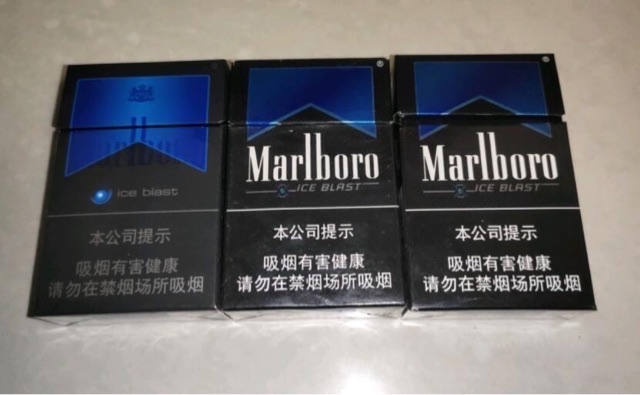 Marlboro
ice blast
本公司提示
吸烟有害健康
请勿在禁烟场所吸烟
®
Marlboro
ICE BLAST
本公司提示
吸烟有害健康
请勿在禁烟场所吸烟
®
Marlboro
ICE BLAST
本公司提示
吸烟有害健康
请勿在禁烟场所吸烟